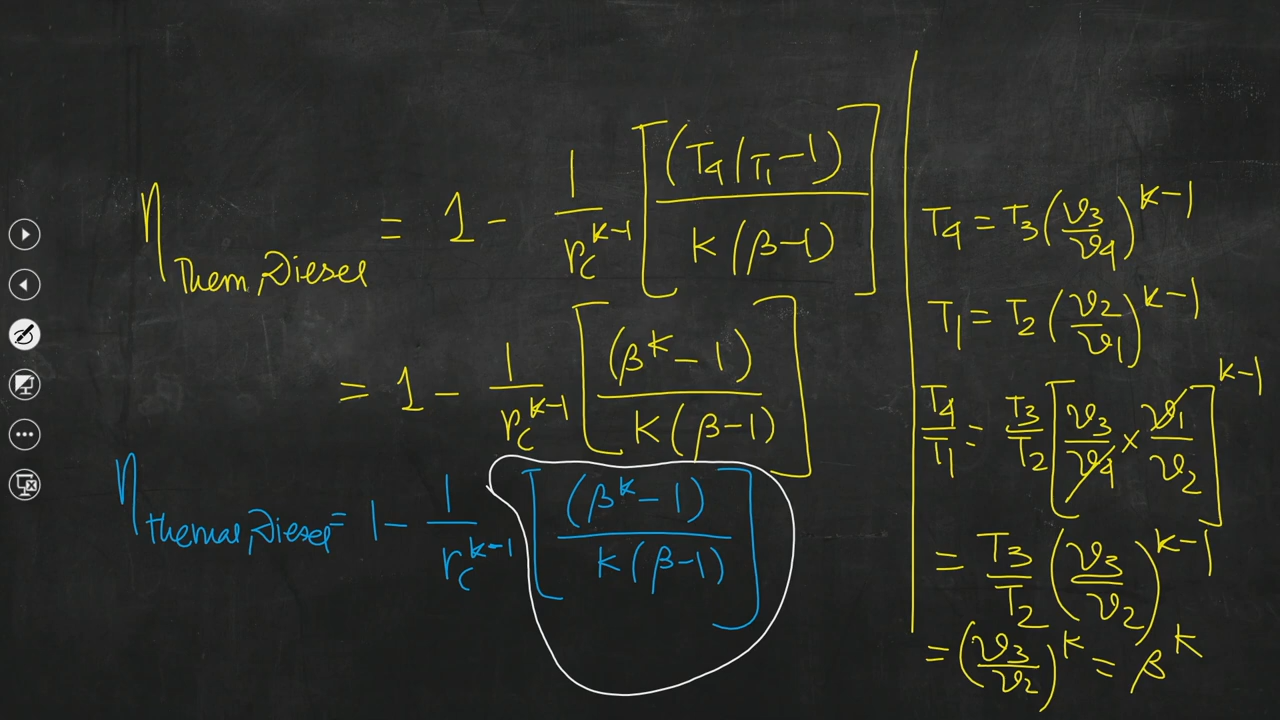 η_Them,Diesel = 1 - 1/r_c^(k-1) [(T4/T1 - 1) / k(β-1)]
= 1 - 1/r_c^(k-1) [(β^k - 1) / k(β-1)]
η_thermal,Diesel = 1 - 1/r_c^(k-1) [(β^k - 1) / k(β-1)]
T4 = T3 (v3/v4)^(k-1)
T1 = T2 (v2/v1)^(k-1)
T4/T1 = T3/T2 [v3/v4 × v1/v2]^(k-1)
= T3/T2 (v3/v2)^(k-1)
= (v3/v2)^k = β^k